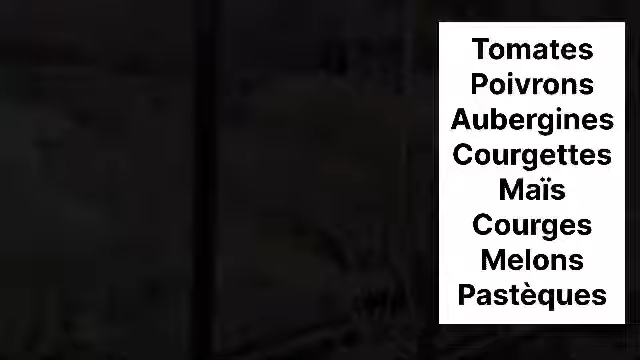 Tomates
Poivrons
Aubergines
Courgettes
Maïs
Courges
Melons
Pastèques